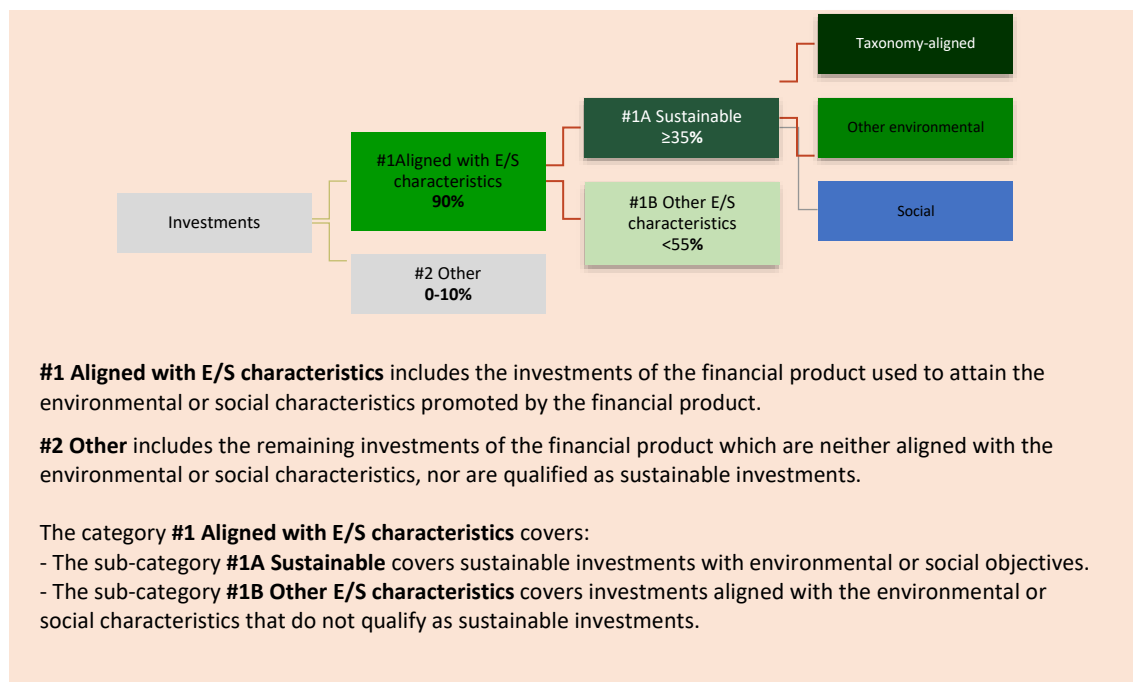 Taxonomy-aligned
#1A Sustainable
≥35%
Other environmental
#1Aligned with E/S
characteristics
90%
#1B Other E/S
characteristics
<55%
Social
Investments
#2 Other
0-10%
#1 Aligned with E/S characteristics includes the investments of the financial product used to attain the
environmental or social characteristics promoted by the financial product.
#2 Other includes the remaining investments of the financial product which are neither aligned with the
environmental or social characteristics, nor are qualified as sustainable investments.
The category #1 Aligned with E/S characteristics covers:
- The sub-category #1A Sustainable covers sustainable investments with environmental or social objectives.
- The sub-category #1B Other E/S characteristics covers investments aligned with the environmental or
social characteristics that do not qualify as sustainable investments.